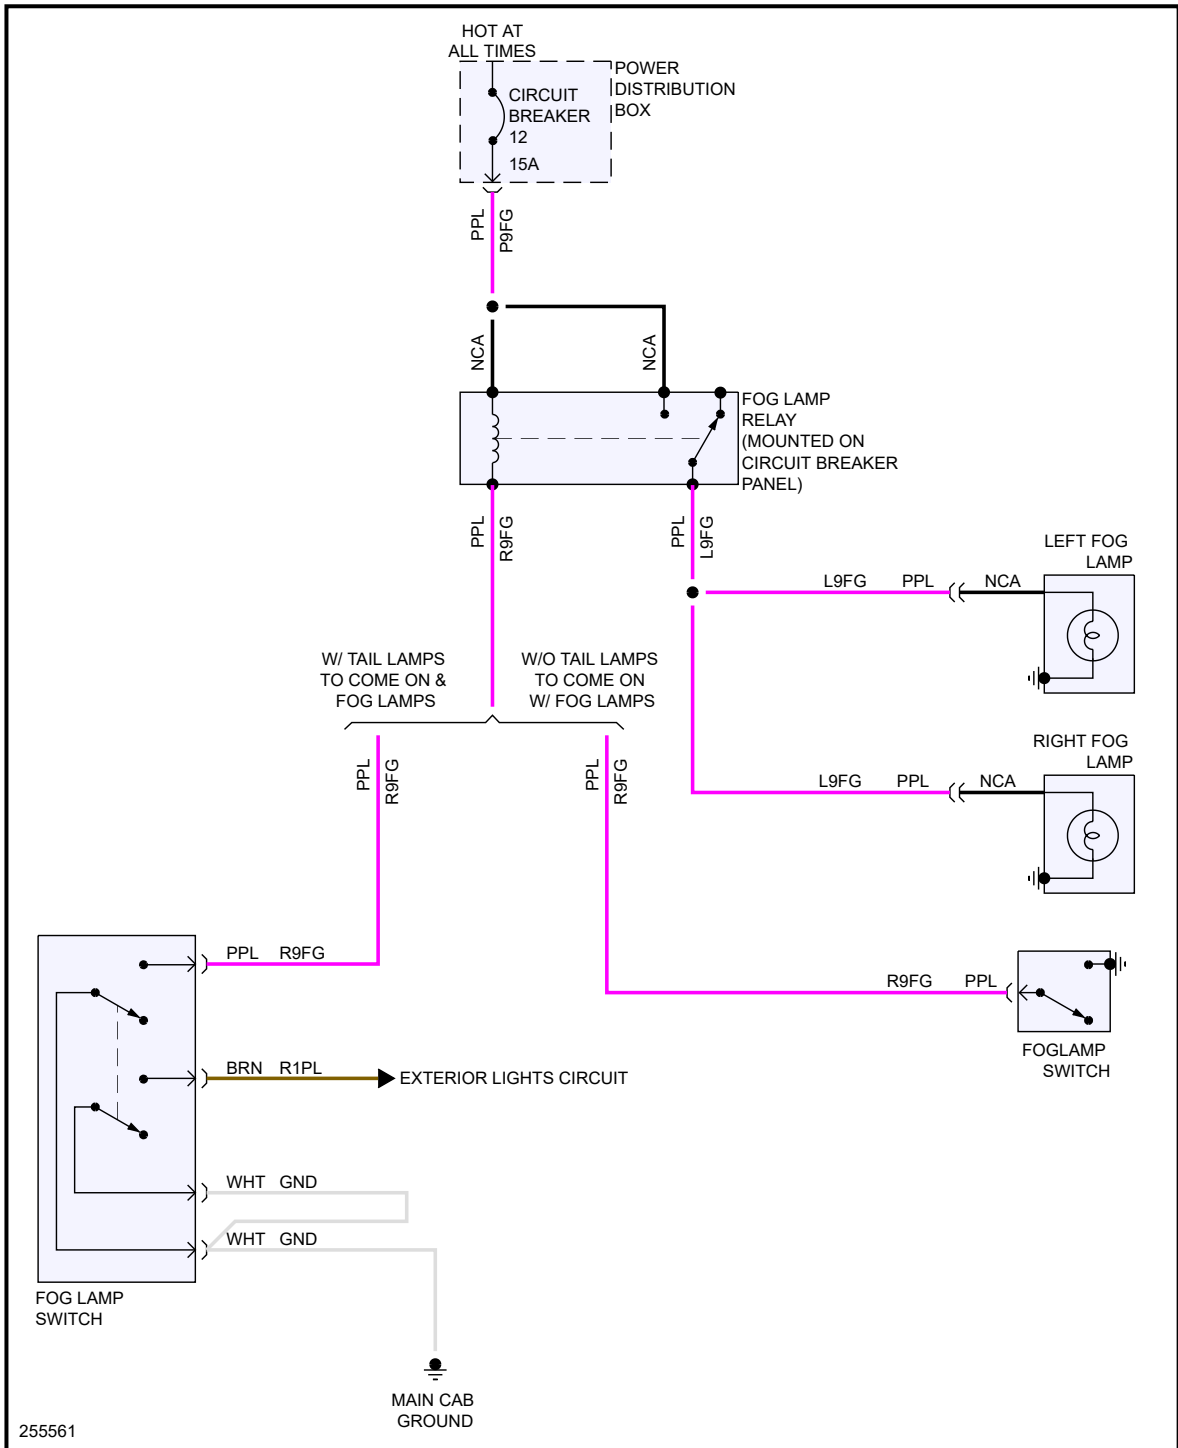 HOT AT
ALL TIMES
POWER
DISTRIBUTION
BOX
CIRCUIT
BREAKER
12
15A
PPL
P9FG
NCA
NCA
FOG LAMP
RELAY
(MOUNTED ON
CIRCUIT BREAKER
PANEL)
PPL
R9FG
PPL
L9FG
LEFT FOG
LAMP
L9FG PPL NCA
W/ TAIL LAMPS
TO COME ON &
FOG LAMPS
W/O TAIL LAMPS
TO COME ON
W/ FOG LAMPS
RIGHT FOG
LAMP
L9FG PPL NCA
PPL
R9FG
PPL
R9FG
PPL R9FG
R9FG PPL
FOGLAMP
SWITCH
BRN R1PL
EXTERIOR LIGHTS CIRCUIT
WHT GND
WHT GND
FOG LAMP
SWITCH
MAIN CAB
GROUND
255561